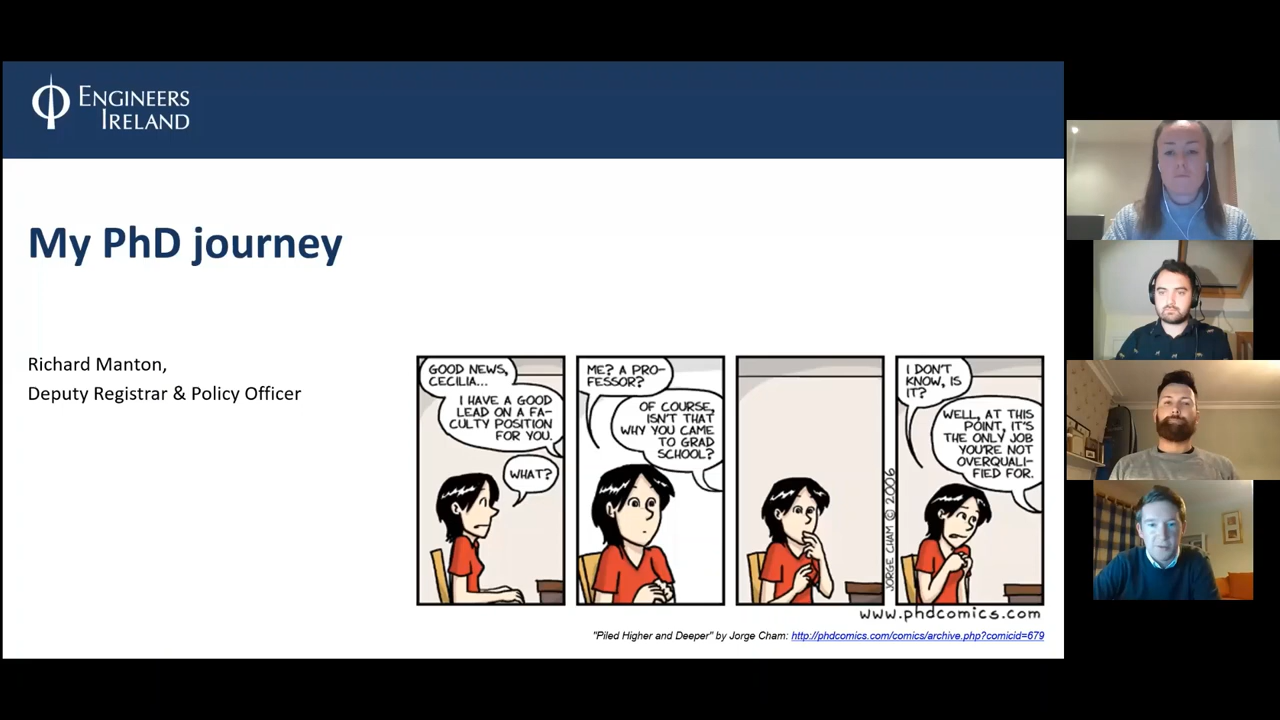 ENGINEERS
IRELAND
My PhD journey
Richard Manton,
Deputy Registrar & Policy Officer
GOOD NEWS,
CECILIA...
I HAVE A GOOD
LEAD ON A FA-
CULTY POSITION
FOR YOU.
WHAT?
ME? A PRO-
FESSOR?
OF COURSE,
ISN'T THAT
WHY YOU CAME
TO GRAD
SCHOOL?
JORGE CHAM © 2006
I DON'T
KNOW, IS
IT?
WELL, AT THIS
POINT, IT'S
THE ONLY JOB
YOU'RE NOT
OVERQUALI-
FIED FOR.
www.phdcomics.com
"Piled Higher and Deeper" by Jorge Cham: http://phdcomics.com/comics/archive.php?comicid=679